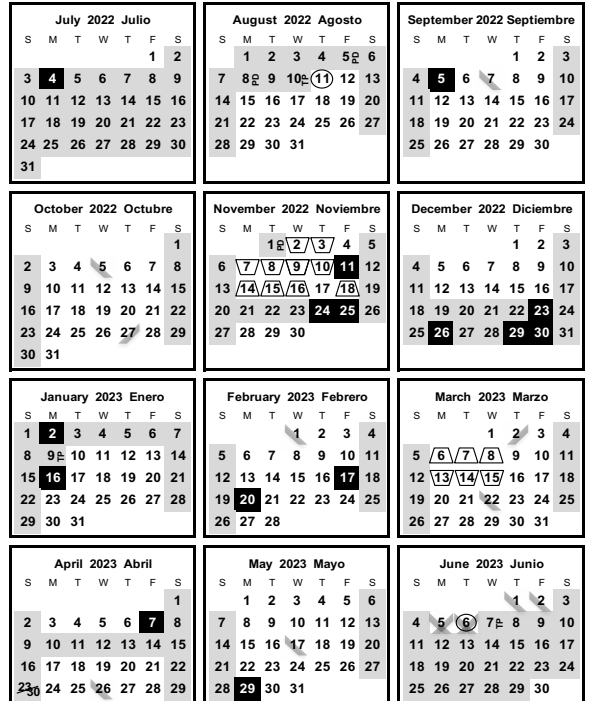 July 2022 Julio
S M T W T F S
1 2
3 4 5 6 7 8 9
10 11 12 13 14 15 16
17 18 19 20 21 22 23
24 25 26 27 28 29 30
31
August 2022 Agosto
S M T W T F S
1 2 3 4 5 PD 6
7 8 PD 9 10 TP 11 12 13
14 15 16 17 18 19 20
21 22 23 24 25 26 27
28 29 30 31
September 2022 Septiembre
S M T W T F S
1 2 3
4 5 6 7 8 9 10
11 12 13 14 15 16 17
18 19 20 21 22 23 24
25 26 27 28 29 30
October 2022 Octubre
S M T W T F S
1
2 3 4 5 6 7 8
9 10 11 12 13 14 15
16 17 18 19 20 21 22
23 24 25 26 27 28 29
30 31
November 2022 Noviembre
S M T W T F S
1 PD 2 3 4 5
6 7 8 9 10 11 12
13 14 15 16 17 18 19
20 21 22 23 24 25 26
27 28 29 30
December 2022 Diciembre
S M T W T F S
1 2 3
4 5 6 7 8 9 10
11 12 13 14 15 16 17
18 19 20 21 22 23 24
25 26 27 28 29 30 31
January 2023 Enero
S M T W T F S
1 2 3 4 5 6 7
8 9 TP 10 11 12 13 14
15 16 17 18 19 20 21
22 23 24 25 26 27 28
29 30 31
February 2023 Febrero
S M T W T F S
1 2 3 4
5 6 7 8 9 10 11
12 13 14 15 16 17 18
19 20 21 22 23 24 25
26 27 28
March 2023 Marzo
S M T W T F S
1 2 3 4
5 6 7 8 9 10 11
12 13 14 15 16 17 18
19 20 21 22 23 24 25
26 27 28 29 30 31
April 2023 Abril
S M T W T F S
1
2 3 4 5 6 7 8
9 10 11 12 13 14 15
16 17 18 19 20 21 22
23 30 24 25 26 27 28 29
May 2023 Mayo
S M T W T F S
1 2 3 4 5 6
7 8 9 10 11 12 13
14 15 16 17 18 19 20
21 22 23 24 25 26 27
28 29 30 31
June 2023 Junio
S M T W T F S
1 2 3
4 5 6 7 TP 8 9 10
11 12 13 14 15 16 17
18 19 20 21 22 23 24
25 26 27 28 29 30